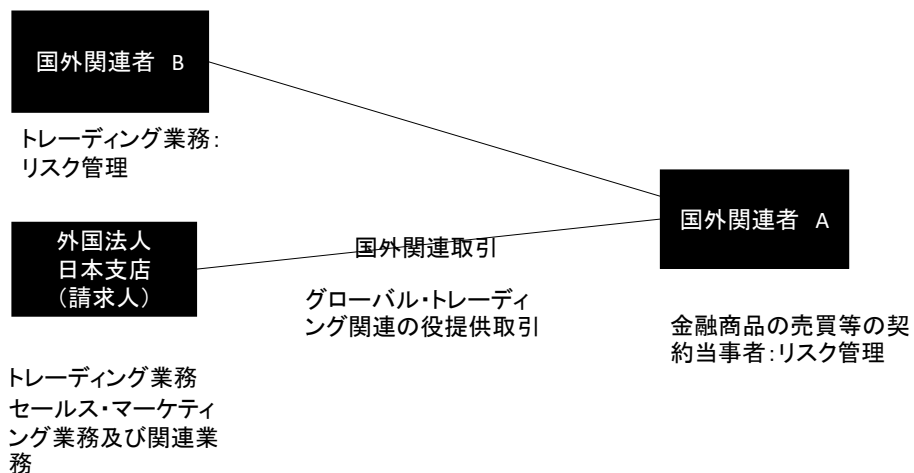 国外関連者 B
トレーディング業務：
リスク管理
外国法人
日本支店
（請求人）
国外関連取引
グローバル・トレーディ
ング関連の役提供取引
国外関連者 A
金融商品の売買等の契
約当事者：リスク管理
トレーディング業務
セールス・マーケティ
ング業務及び関連業
務